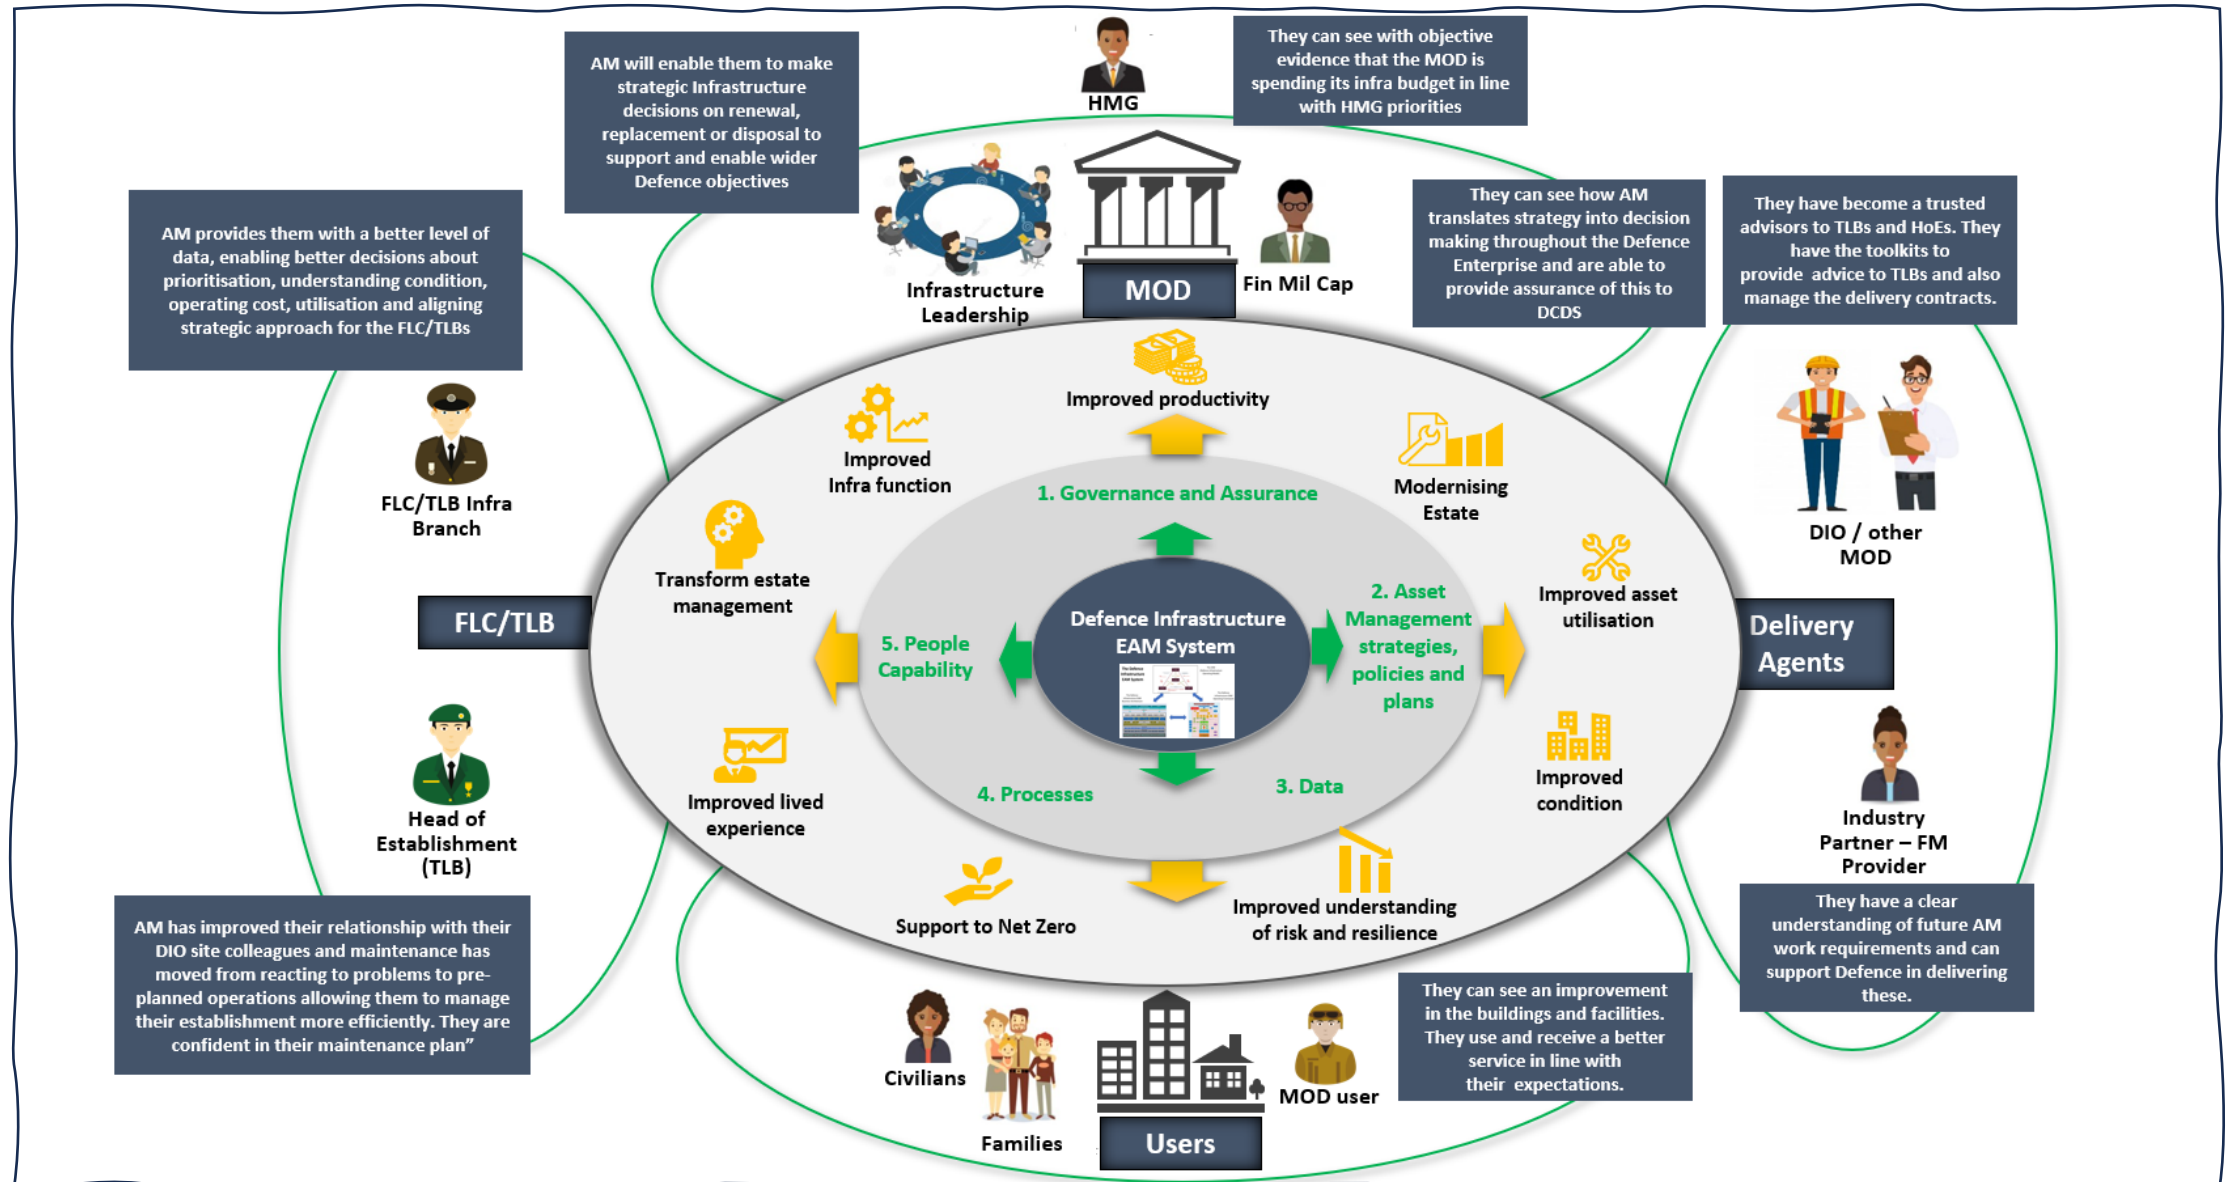 HMG
They can see with objective
evidence that the MOD is
spending its infra budget in line
with HMG priorities
AM will enable them to make
strategic Infrastructure
decisions on renewal,
replacement or disposal to
support and enable wider
Defence objectives
AM provides them with a better level of
data, enabling better decisions about
prioritisation, understanding condition,
operating cost, utilisation and aligning
strategic approach for the FLC/TLBs
They can see how AM
translates strategy into decision
making throughout the Defence
Enterprise and are able to
provide assurance of this to
DCDS
They have become a trusted
advisors to TLBs and HoEs. They
have the toolkits to
provide advice to TLBs and also
manage the delivery contracts.
Infrastructure
Leadership
MOD
Fin Mil Cap
Improved productivity
Improved
Infra function
Modernising
Estate
Transform estate
management
Improved asset
utilisation
Improved lived
experience
Improved
condition
Support to Net Zero
Improved understanding
of risk and resilience
1. Governance and Assurance
2. Asset
Management
strategies,
policies and
plans
3. Data
4. Processes
5. People
Capability
Defence Infrastructure
EAM System
FLC/TLB Infra
Branch
FLC/TLB
Head of
Establishment
(TLB)
DIO / other
MOD
Delivery
Agents
Industry
Partner – FM
Provider
AM has improved their relationship with their
DIO site colleagues and maintenance has
moved from reacting to problems to pre-
planned operations allowing them to manage
their establishment more efficiently. They are
confident in their maintenance plan”
They have a clear
understanding of future AM
work requirements and can
support Defence in delivering
these.
They can see an improvement
in the buildings and facilities.
They use and receive a better
service in line with
their expectations.
Civilians
Families
MOD user
Users